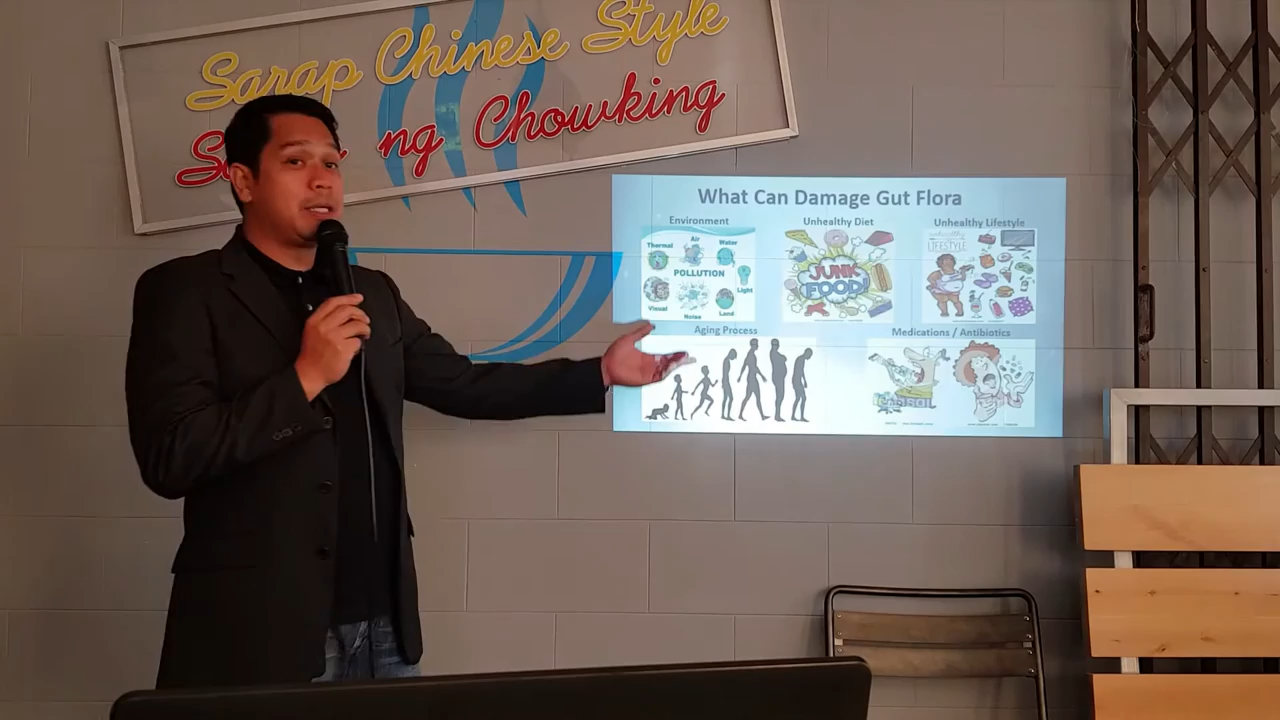 Sarap Chinese Style
ng Chowking
What Can Damage Gut Flora
Environment
Unhealthy Diet
Unhealthy Lifestyle
Thermal
Air
Water
POLLUTION
Light
Visual
Noise
Land
JUNK
FOOD!
LIFESTYLE
Aging Process
Medications / Antibiotics